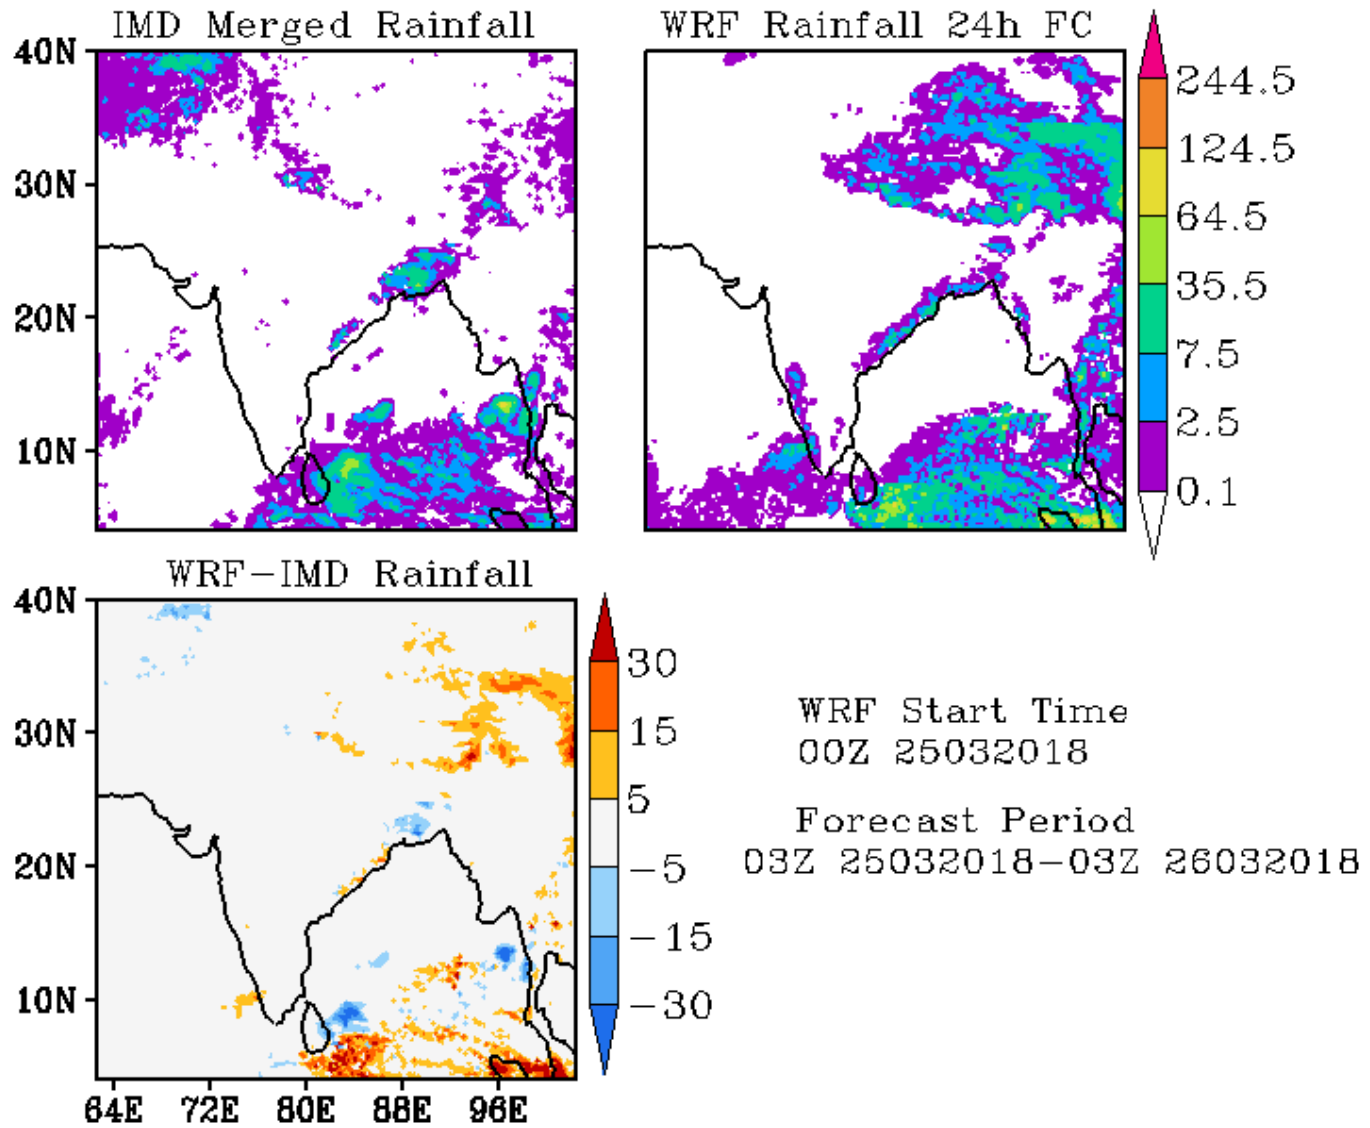 IMD Merged Rainfall
WRF Rainfall 24h FC
40N
30N
20N
10N
244.5
124.5
64.5
35.5
7.5
2.5
0.1
WRF-IMD Rainfall
40N
30N
20N
10N
64E 72E 80E 88E 96E
30
15
5
-5
-15
-30
WRF Start Time
00Z 25032018
Forecast Period
03Z 25032018-03Z 26032018